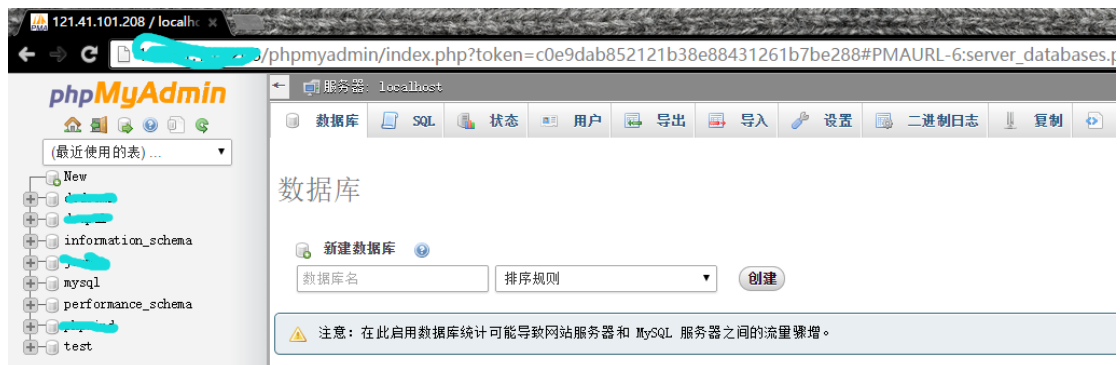 121.41.101.208 / localh
/phpmyadmin/index.php?token=c0e9dab852121b38e88431261b7be288#PMAURL-6:server_databases.p
phpMyAdmin
(最近使用的表) ...
New
information_schema
mysql
performance_schema
test
服务器: localhost
数据库 SQL 状态 用户 导出 导入 设置 二进制日志 复制
数据库
新建数据库
数据库名 排序规则 创建
注意：在此启用数据库统计可能导致网站服务器和 MySQL 服务器之间的流量骤增。